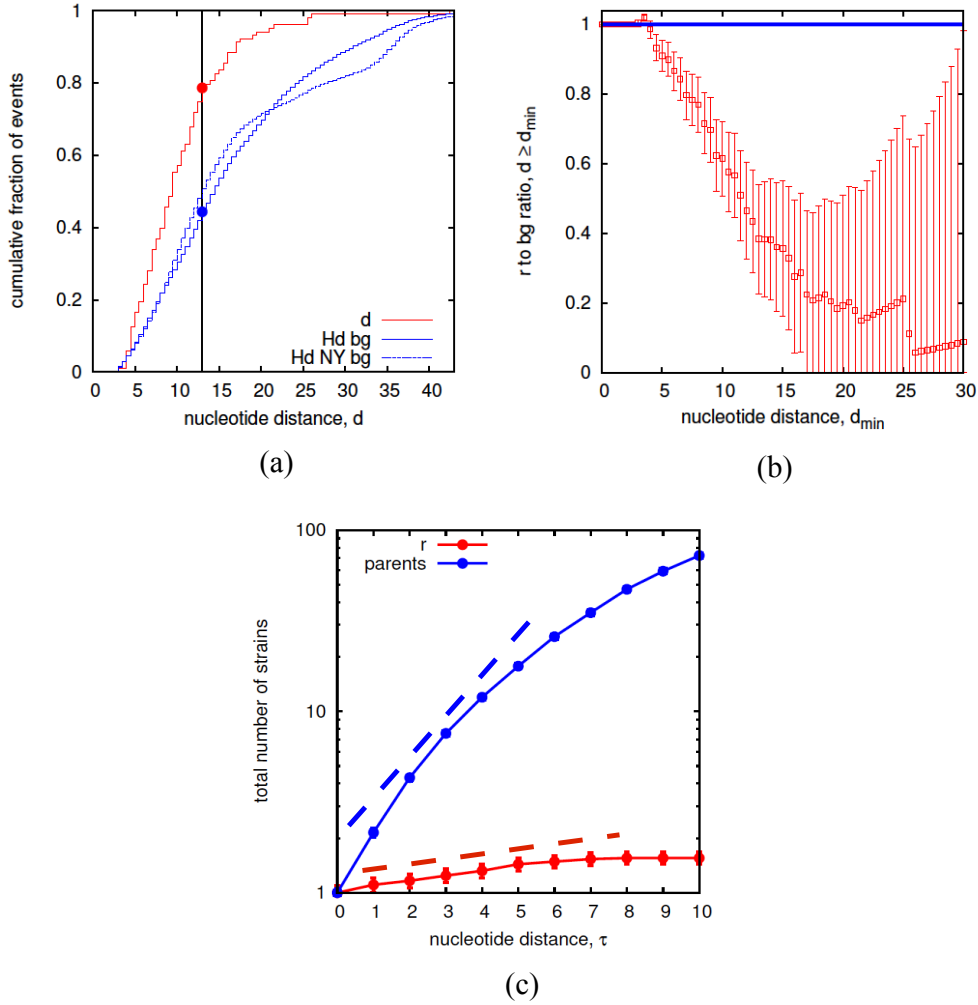 cumulative fraction of events
1
0.8
0.6
0.4
0.2
0
d
Hd bg
Hd NY bg
0 5 10 15 20 25 30 35 40
nucleotide distance, d
(a)
r to bg ratio, d ≥ dmin
1
0.8
0.6
0.4
0.2
0
0 5 10 15 20 25 30
nucleotide distance, dmin
(b)
total number of strains
100
10
1
r
parents
0 1 2 3 4 5 6 7 8 9 10
nucleotide distance, τ
(c)